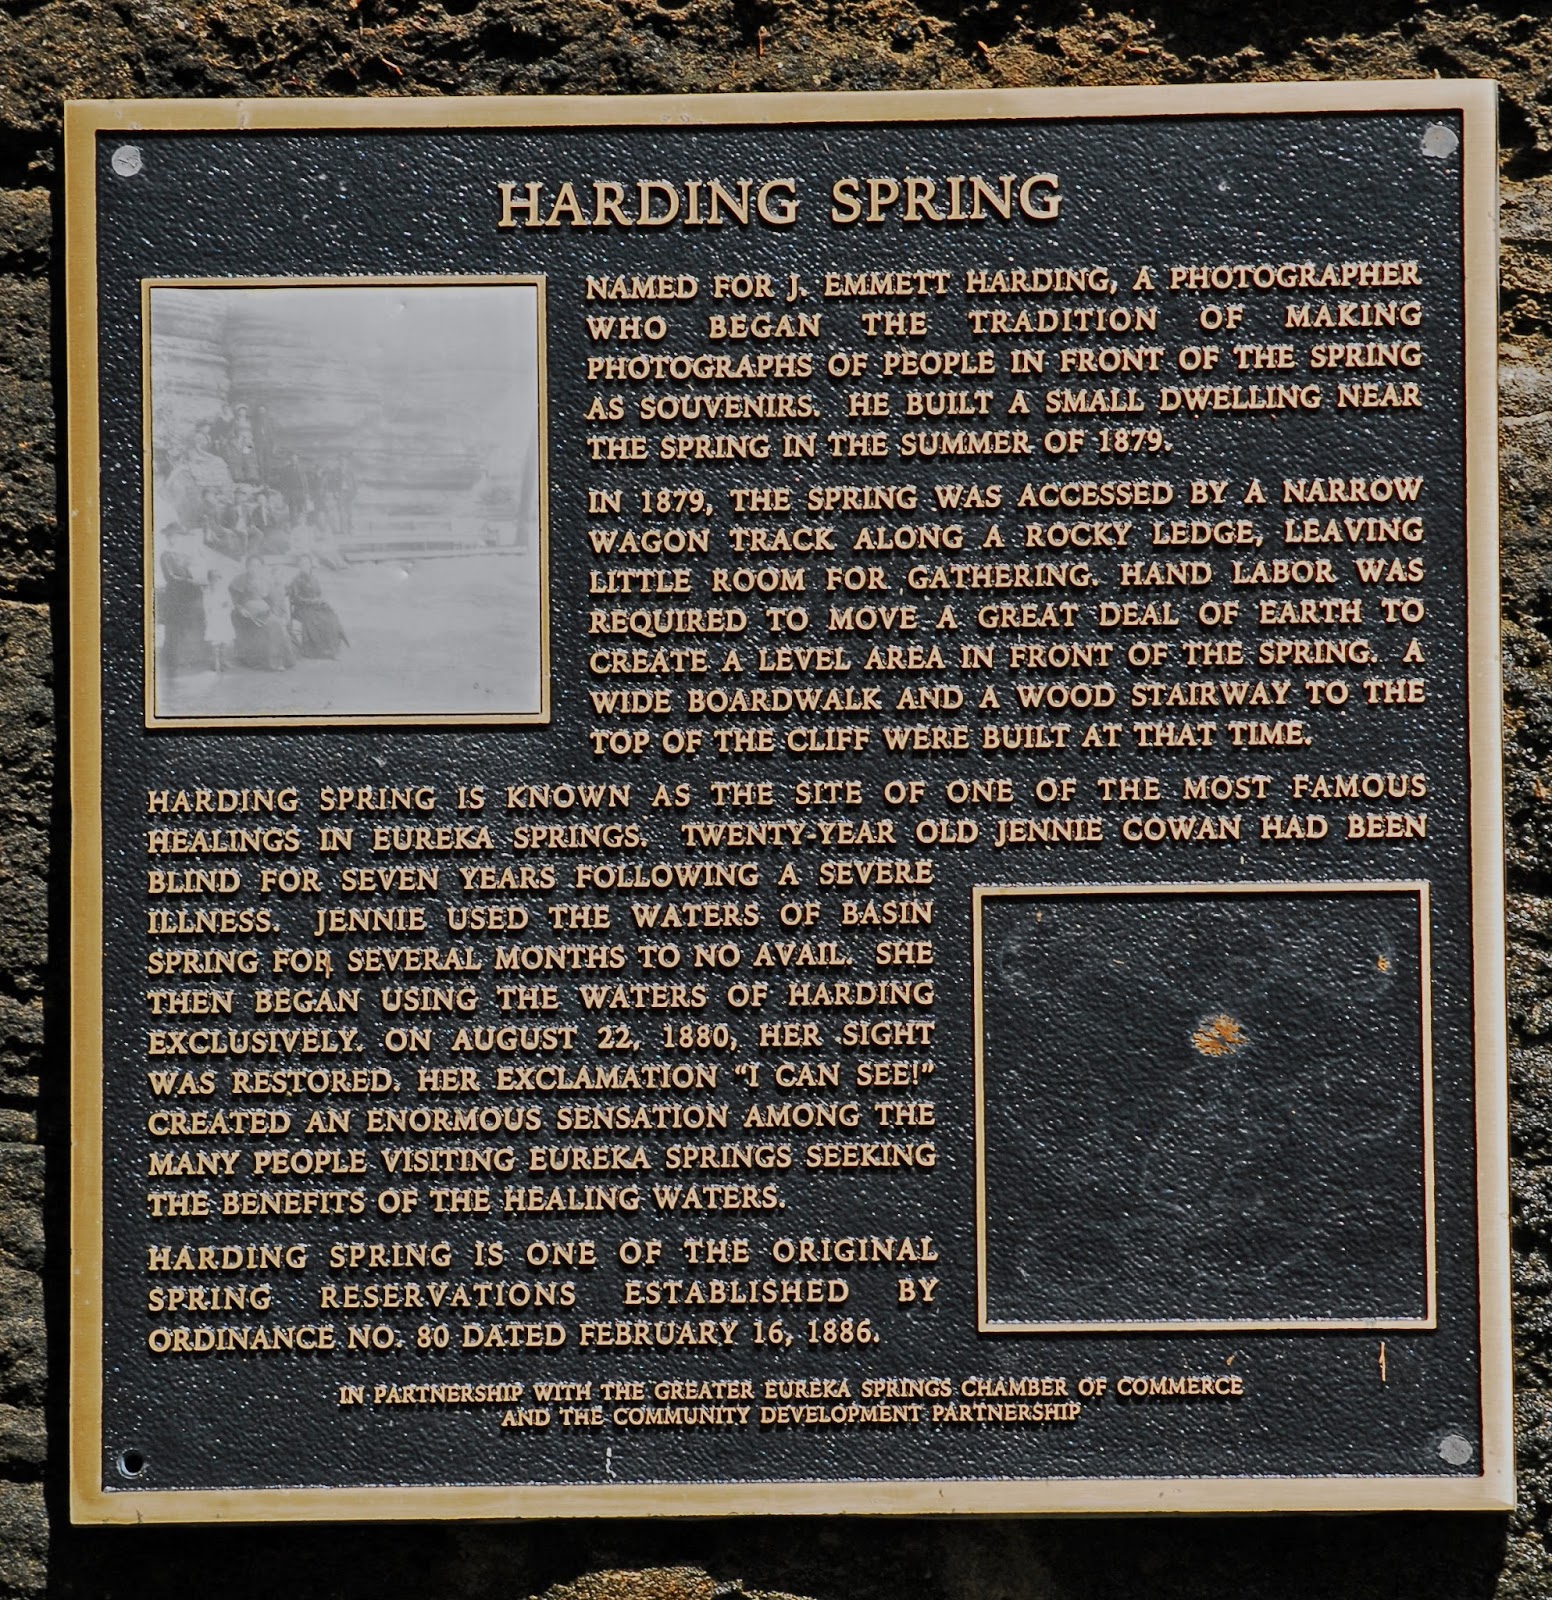 HARDING SPRING
NAMED FOR J. EMMETT HARDING, A PHOTOGRAPHER
WHO BEGAN THE TRADITION OF MAKING
PHOTOGRAPHS OF PEOPLE IN FRONT OF THE SPRING
AS SOUVENIRS. HE BUILT A SMALL DWELLING NEAR
THE SPRING IN THE SUMMER OF 1879.
IN 1879, THE SPRING WAS ACCESSED BY A NARROW
WAGON TRACK ALONG A ROCKY LEDGE, LEAVING
LITTLE ROOM FOR GATHERING. HAND LABOR WAS
REQUIRED TO MOVE A GREAT DEAL OF EARTH TO
CREATE A LEVEL AREA IN FRONT OF THE SPRING. A
WIDE BOARDWALK AND A WOOD STAIRWAY TO THE
TOP OF THE CLIFF WERE BUILT AT THAT TIME.
HARDING SPRING IS KNOWN AS THE SITE OF ONE OF THE MOST FAMOUS
HEALINGS IN EUREKA SPRINGS. TWENTY-YEAR OLD JENNIE COWAN HAD BEEN
BLIND FOR SEVEN YEARS FOLLOWING A SEVERE
ILLNESS. JENNIE USED THE WATERS OF BASIN
SPRING FOR SEVERAL MONTHS TO NO AVAIL. SHE
THEN BEGAN USING THE WATERS OF HARDING
EXCLUSIVELY. ON AUGUST 22, 1880, HER SIGHT
WAS RESTORED. HER EXCLAMATION "I CAN SEE!"
CREATED AN ENORMOUS SENSATION AMONG THE
MANY PEOPLE VISITING EUREKA SPRINGS SEEKING
THE BENEFITS OF THE HEALING WATERS.
HARDING SPRING IS ONE OF THE ORIGINAL
SPRING RESERVATIONS ESTABLISHED BY
ORDINANCE NO. 80 DATED FEBRUARY 16, 1886.
IN PARTNERSHIP WITH THE GREATER EUREKA SPRINGS CHAMBER OF COMMERCE
AND THE COMMUNITY DEVELOPMENT PARTNERSHIP